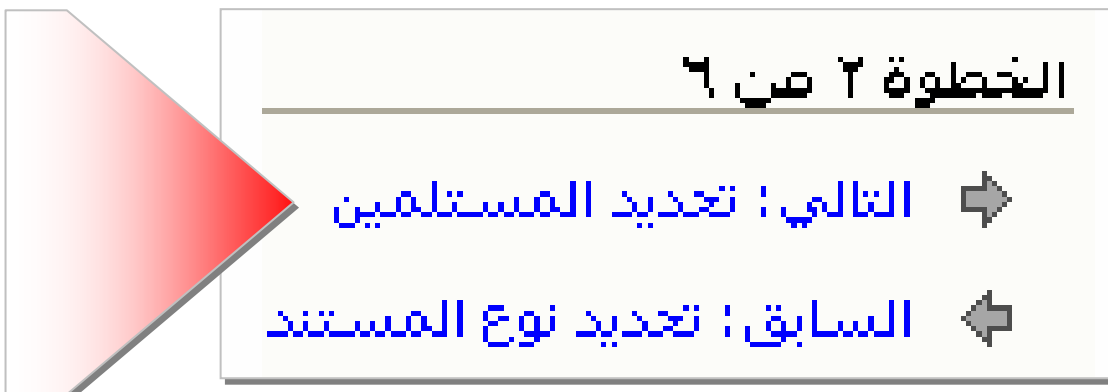 الخطوة ٢ من ٦
التالي: تحديد المستلمين
السابق: تحديد نوع المستند